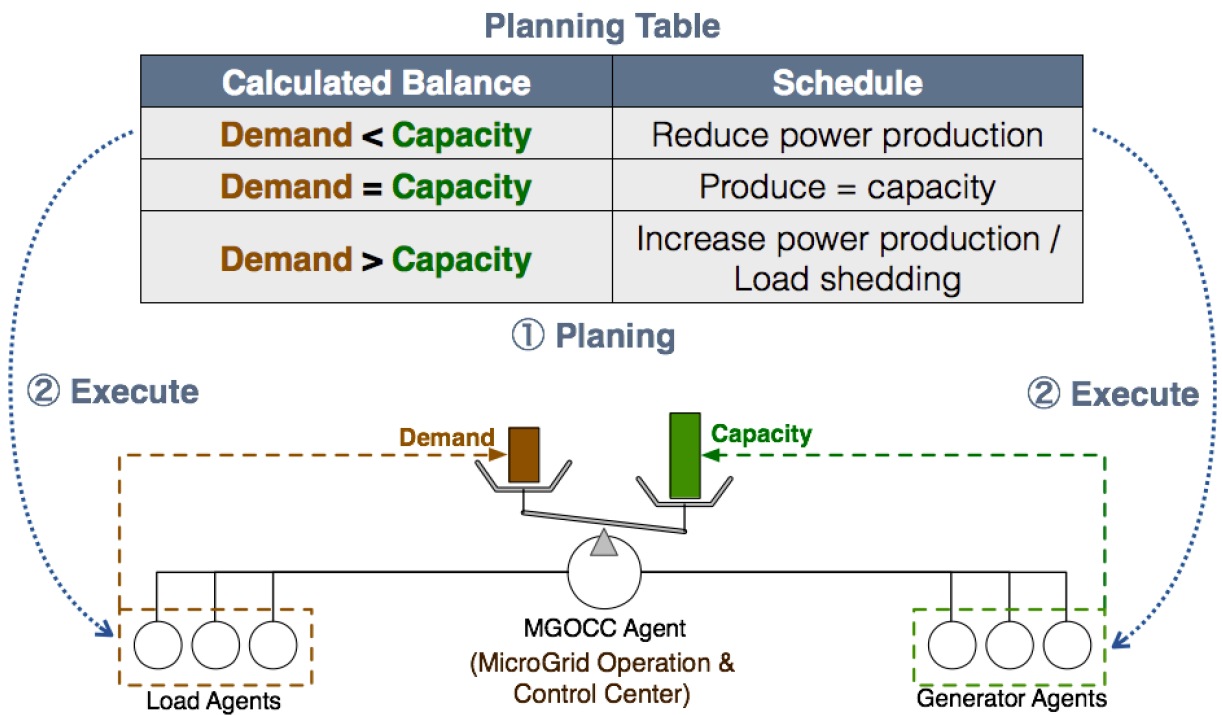 Planning Table
Calculated Balance
Schedule
Demand < Capacity
Reduce power production
Demand = Capacity
Produce = capacity
Demand > Capacity
Increase power production /
Load shedding
① Planing
② Execute
② Execute
Demand
Capacity
MGOCC Agent
(MicroGrid Operation &
Control Center)
Load Agents
Generator Agents